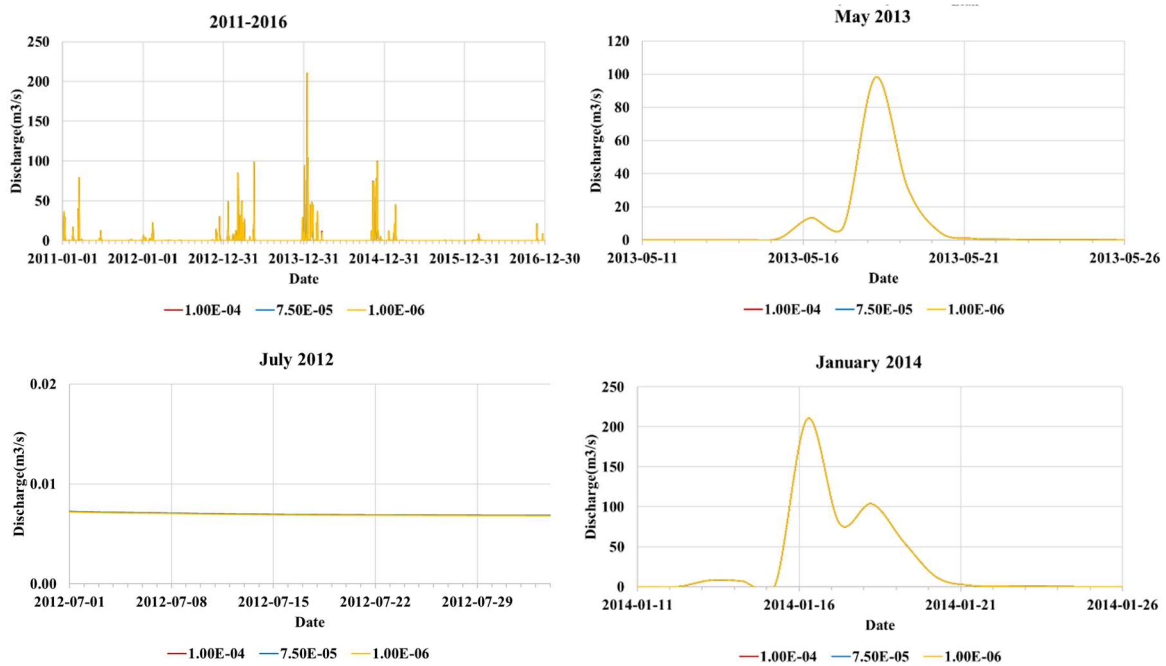 2011-2016
250
200
150
100
50
0
Discharge(m3/s)
2011-01-01 2012-01-01 2012-12-31 2013-12-31 2014-12-31 2015-12-31 2016-12-30
Date
1.00E-04 7.50E-05 1.00E-06
May 2013
120
100
80
60
40
20
0
Discharge(m3/s)
2013-05-11 2013-05-16 2013-05-21 2013-05-26
Date
1.00E-04 7.50E-05 1.00E-06
July 2012
0.02
0.01
0.00
Discharge(m3/s)
2012-07-01 2012-07-08 2012-07-15 2012-07-22 2012-07-29
Date
1.00E-04 7.50E-05 1.00E-06
January 2014
250
200
150
100
50
0
Discharge(m3/s)
2014-01-11 2014-01-16 2014-01-21 2014-01-26
Date
1.00E-04 7.50E-05 1.00E-06